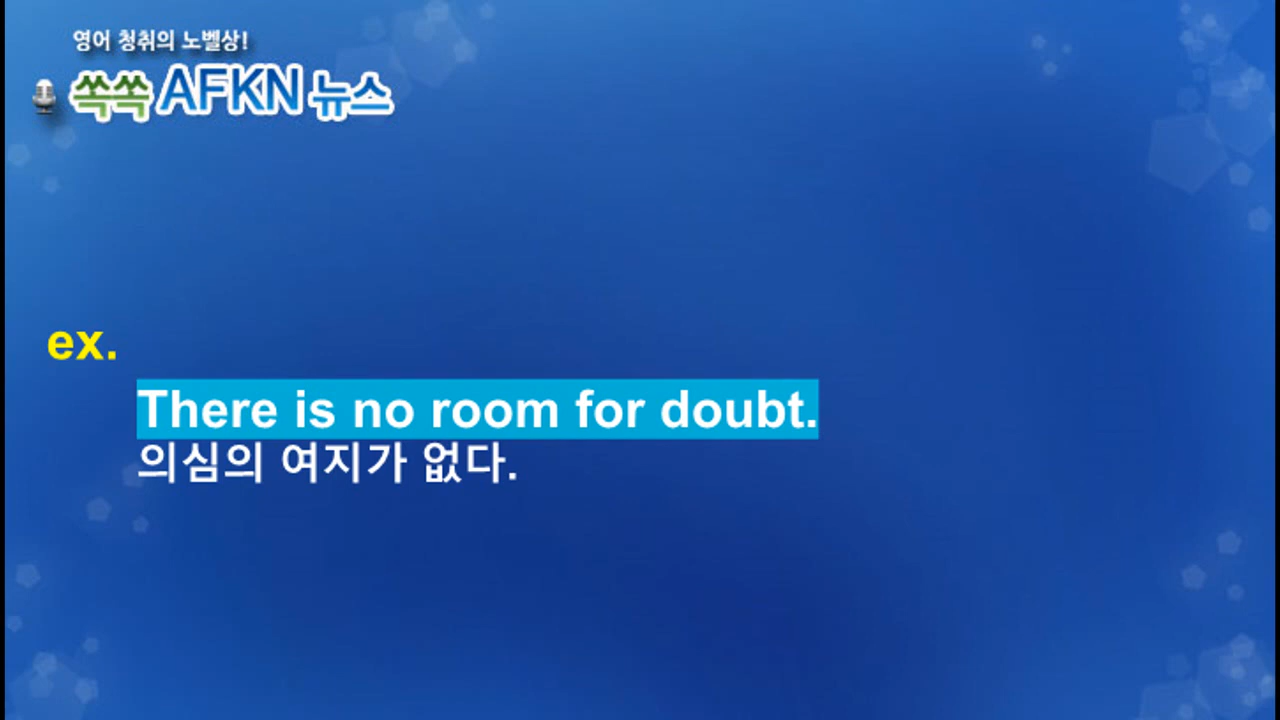 영어 청취의 노벨상!
쏙쏙 AFKN 뉴스
ex.
There is no room for doubt.
의심의 여지가 없다.